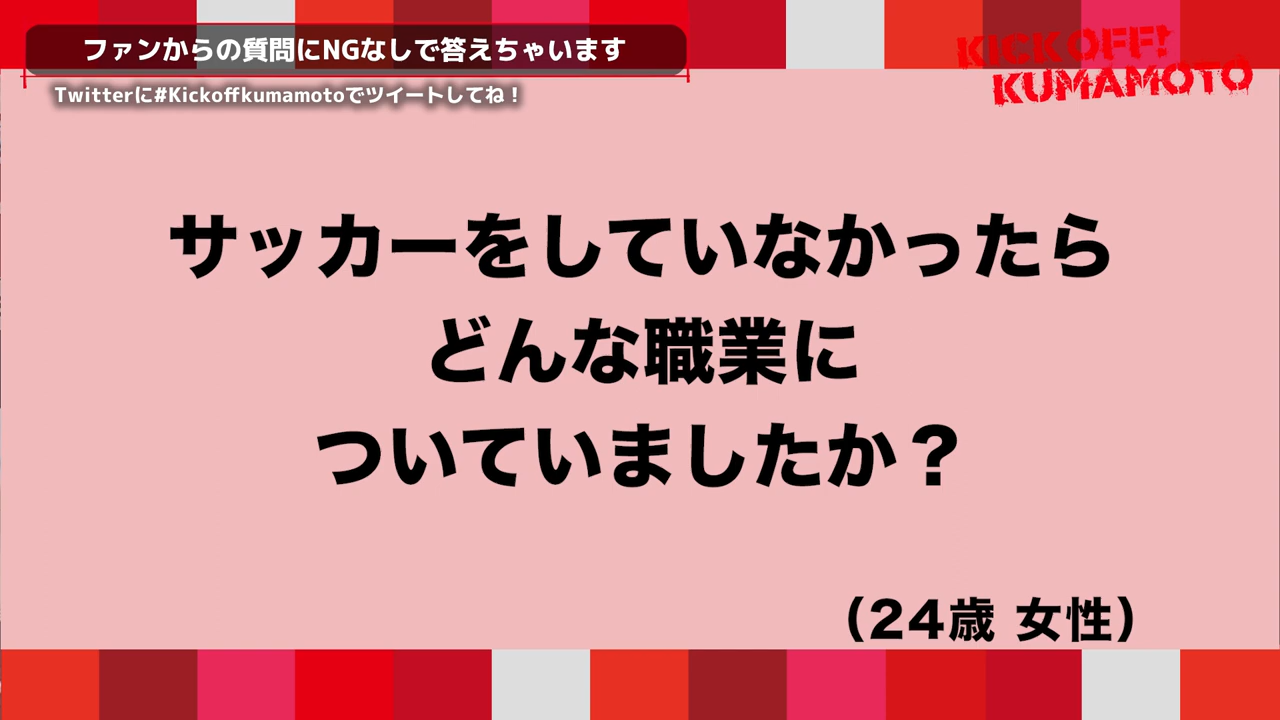 ファンからの質問にNGなしで答えちゃいます
Twitterに#Kickoffkumamotoでツイートしてね！
KICK OFF!
KUMAMOTO
サッカーをしていなかったら
どんな職業に
ついていましたか？
（24歳 女性）